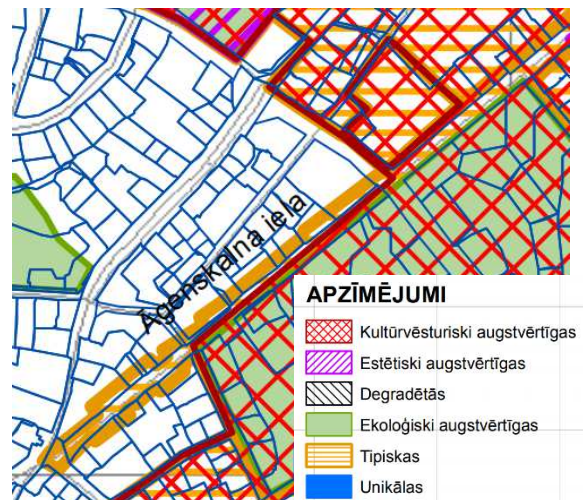 Āgenskalna iela
APZĪMĒJUMI
Kultūrvēsturiski augstvērtīgas
Estētiski augstvērtīgas
Degradētās
Ekoloģiski augstvērtīgas
Tipiskas
Unikālas